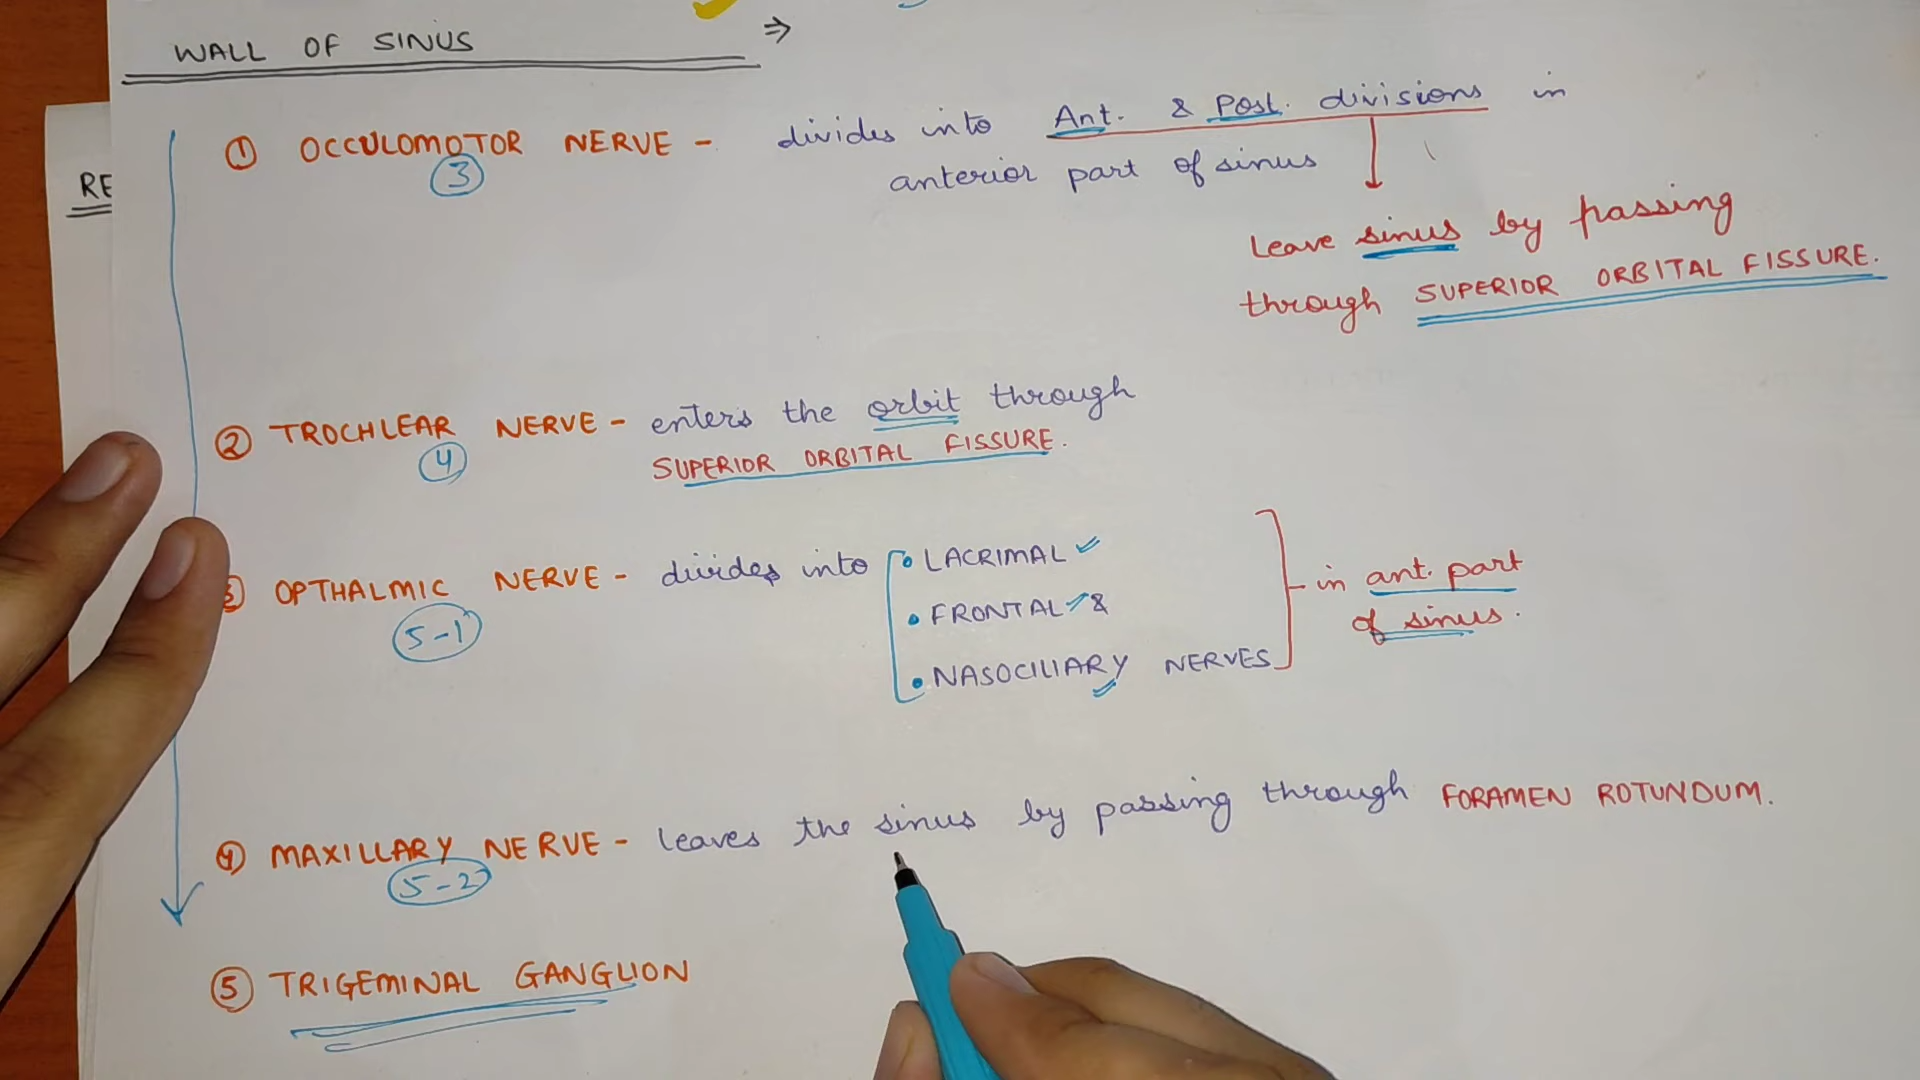 WALL OF SINUS ⇒
RE
① OCCULOMOTOR NERVE - divides into Ant. & Post. divisions in
③ anterior part of sinus
Leave sinus by passing
through SUPERIOR ORBITAL FISSURE.
② TROCHLEAR NERVE - enters the orbit through
④ SUPERIOR ORBITAL FISSURE.
③ OPTHALMIC NERVE - divides into • LACRIMAL ✓
5-1 • FRONTAL ✓ &
• NASOCILIARY NERVES ✓
in ant. part
of sinus.
④ MAXILLARY NERVE - leaves the sinus by passing through FORAMEN ROTUNDUM.
5-2
⑤ TRIGEMINAL GANGLION